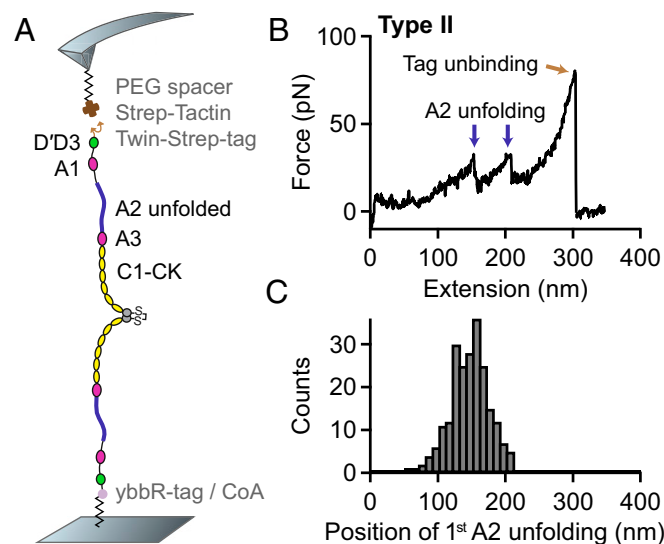 A
PEG spacer
Strep-Tactin
Twin-Strep-tag
D′D3
A1
A2 unfolded
A3
C1-CK
S
S
ybbR-tag / CoA
B
Type II
Tag unbinding
A2 unfolding
Force (pN)
100
50
0
0 100 200 300 400
Extension (nm)
C
Counts
30
20
10
0
0 100 200 300 400
Position of 1st A2 unfolding (nm)